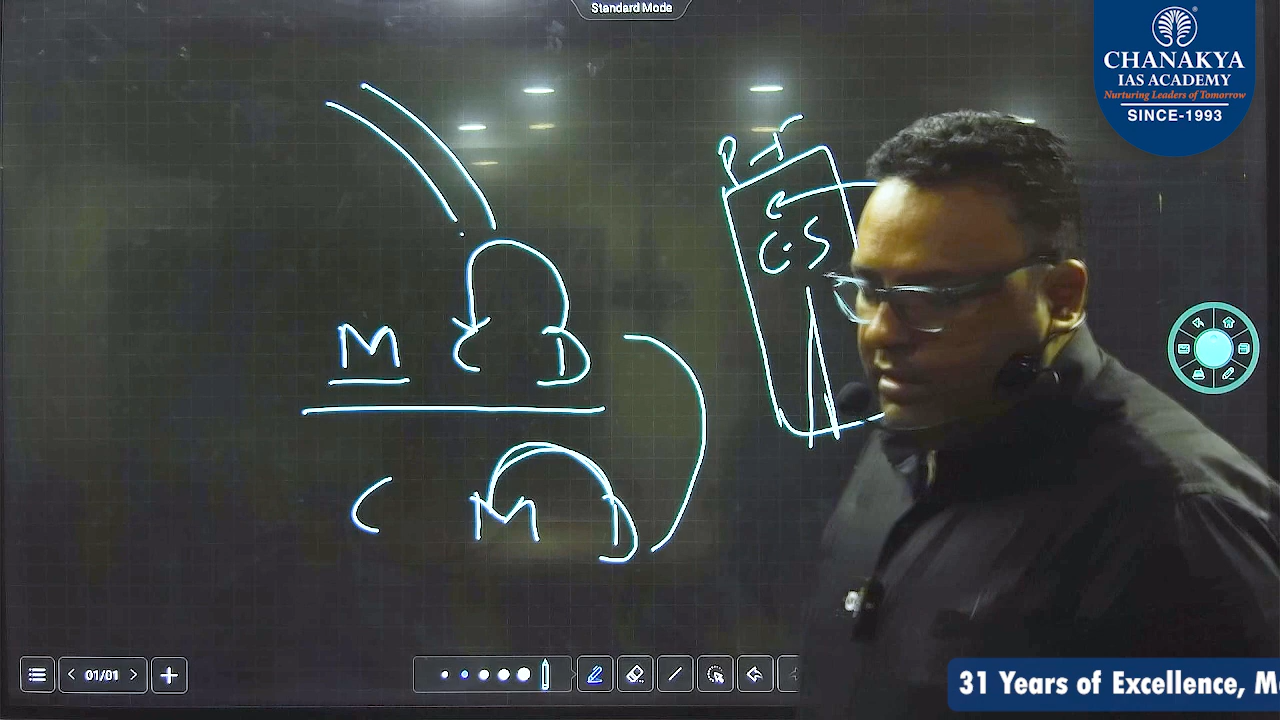 Standard Mode
CHANAKYA
IAS ACADEMY
Nurturing Leaders of Tomorrow
SINCE-1993
P T
C.S
M C D
C M D
01/01
31 Years of Excellence, M